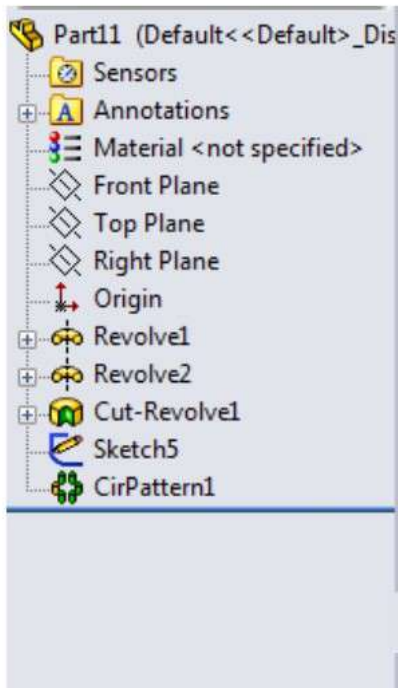 Part11 (Default<<Default>_Dis
Sensors
A Annotations
Material <not specified>
Front Plane
Top Plane
Right Plane
Origin
Revolve1
Revolve2
Cut-Revolve1
Sketch5
CirPattern1